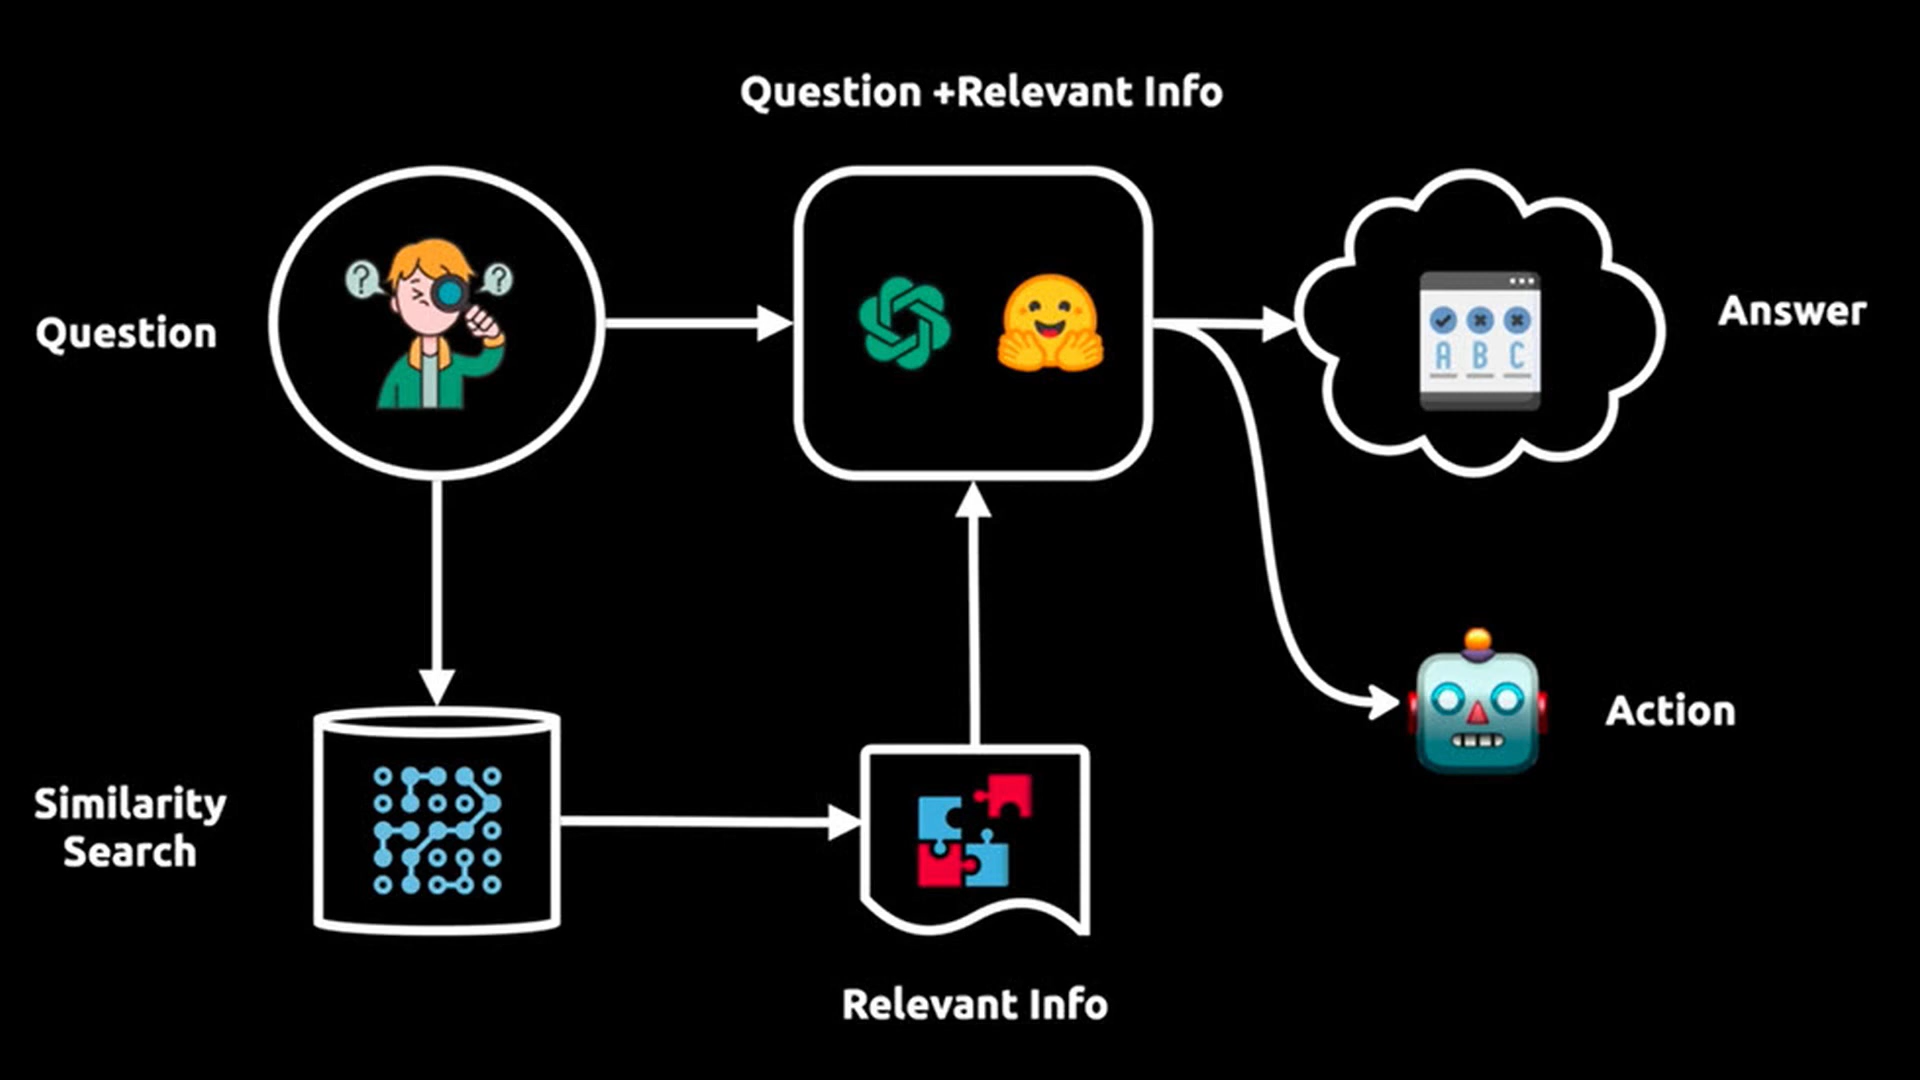 Question +Relevant Info
Question
? ?
Answer
A B C
Action
Similarity
Search
Relevant Info